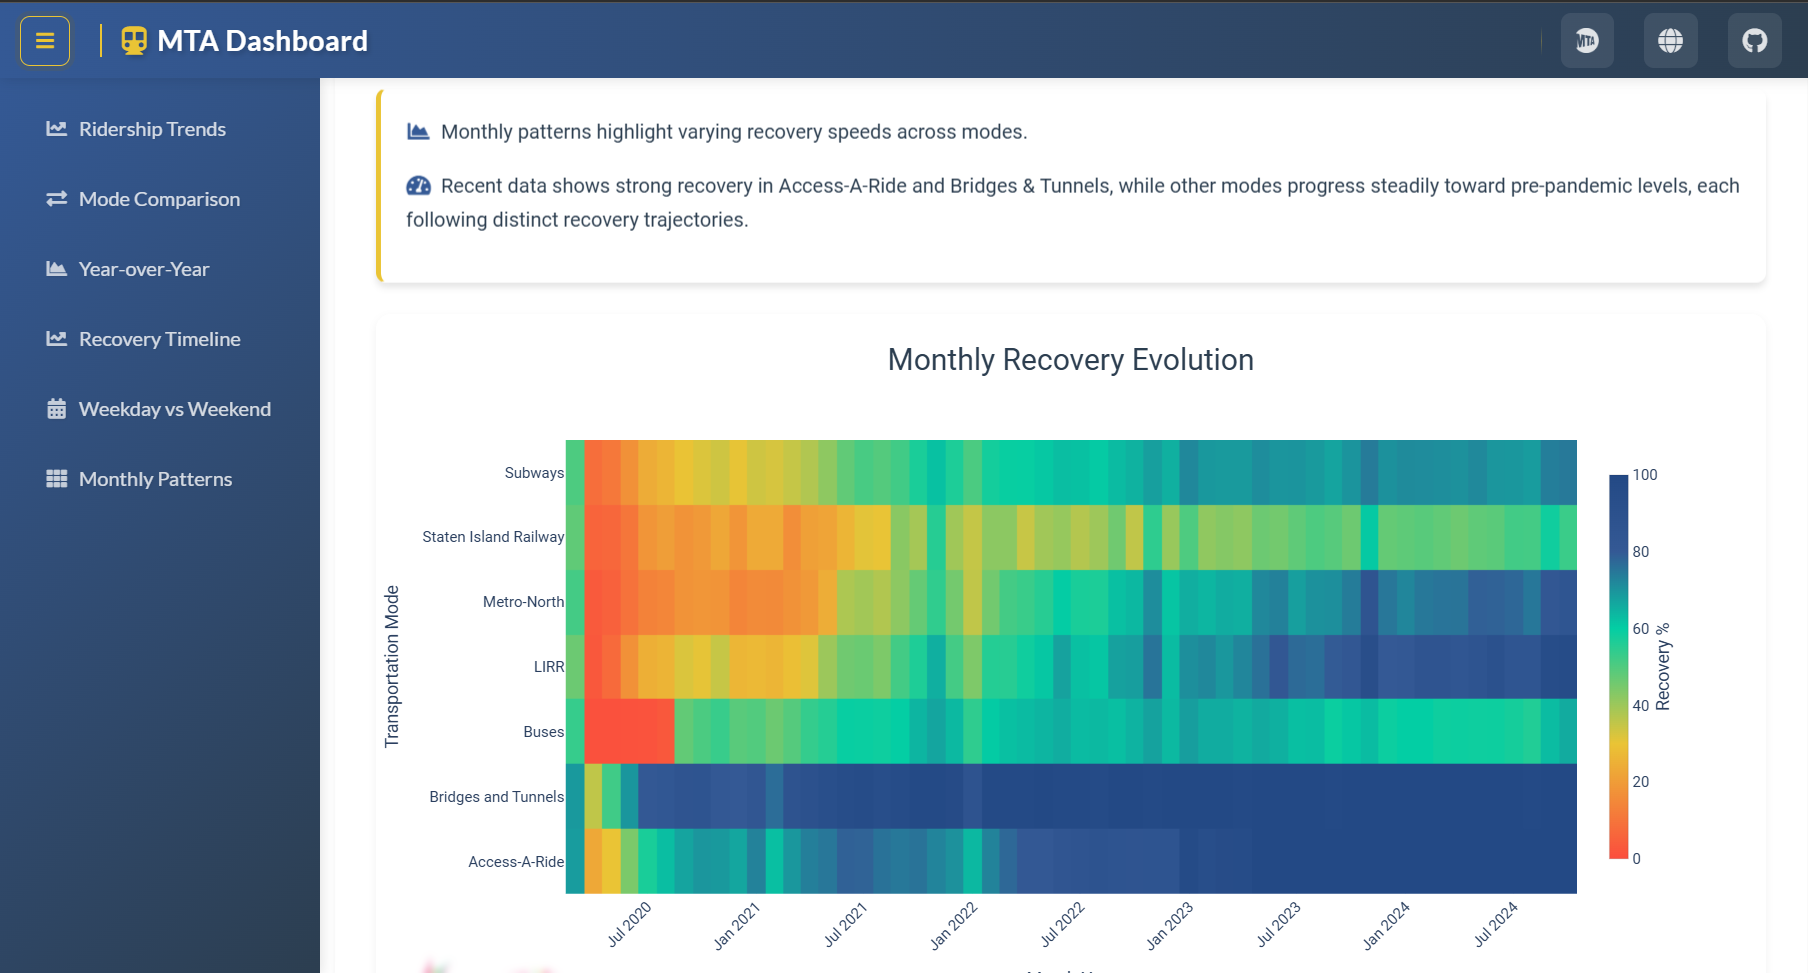 MTA Dashboard
MTA
Ridership Trends
Mode Comparison
Year-over-Year
Recovery Timeline
Weekday vs Weekend
Monthly Patterns
Monthly patterns highlight varying recovery speeds across modes.
Recent data shows strong recovery in Access-A-Ride and Bridges & Tunnels, while other modes progress steadily toward pre-pandemic levels, each
following distinct recovery trajectories.
Monthly Recovery Evolution
Transportation Mode
Subways
Staten Island Railway
Metro-North
LIRR
Buses
Bridges and Tunnels
Access-A-Ride
Jul 2020
Jan 2021
Jul 2021
Jan 2022
Jul 2022
Jan 2023
Jul 2023
Jan 2024
Jul 2024
100
80
60
40
20
0
Recovery %